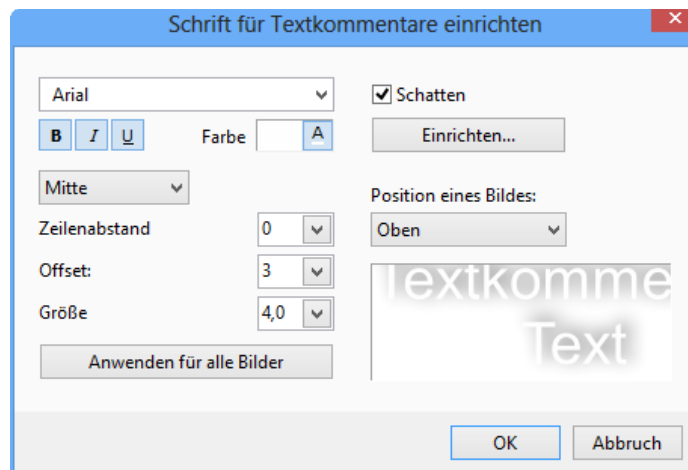 Schrift für Textkommentare einrichten
Arial
B I U Farbe A
Mitte
Zeilenabstand 0
Offset: 3
Größe 4,0
Anwenden für alle Bilder
Schatten
Einrichten...
Position eines Bildes:
Oben
Textkomme
Text
OK Abbruch